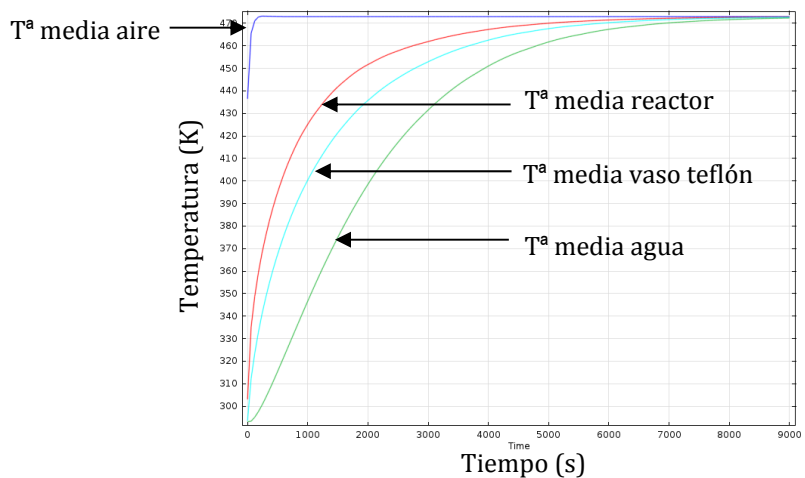 Tª media aire
Temperatura (K)
470
460
450
440
430
420
410
400
390
380
370
360
350
340
330
320
310
300
Tª media reactor
Tª media vaso teflón
Tª media agua
0 1000 2000 3000 4000 5000 6000 7000 8000 9000
Time
Tiempo (s)